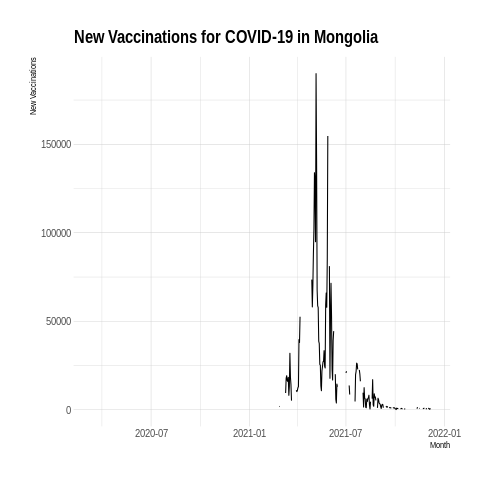 New Vaccinations for COVID-19 in Mongolia
New Vaccinations
150000
100000
50000
0
2020-07
2021-01
2021-07
2022-01
Month